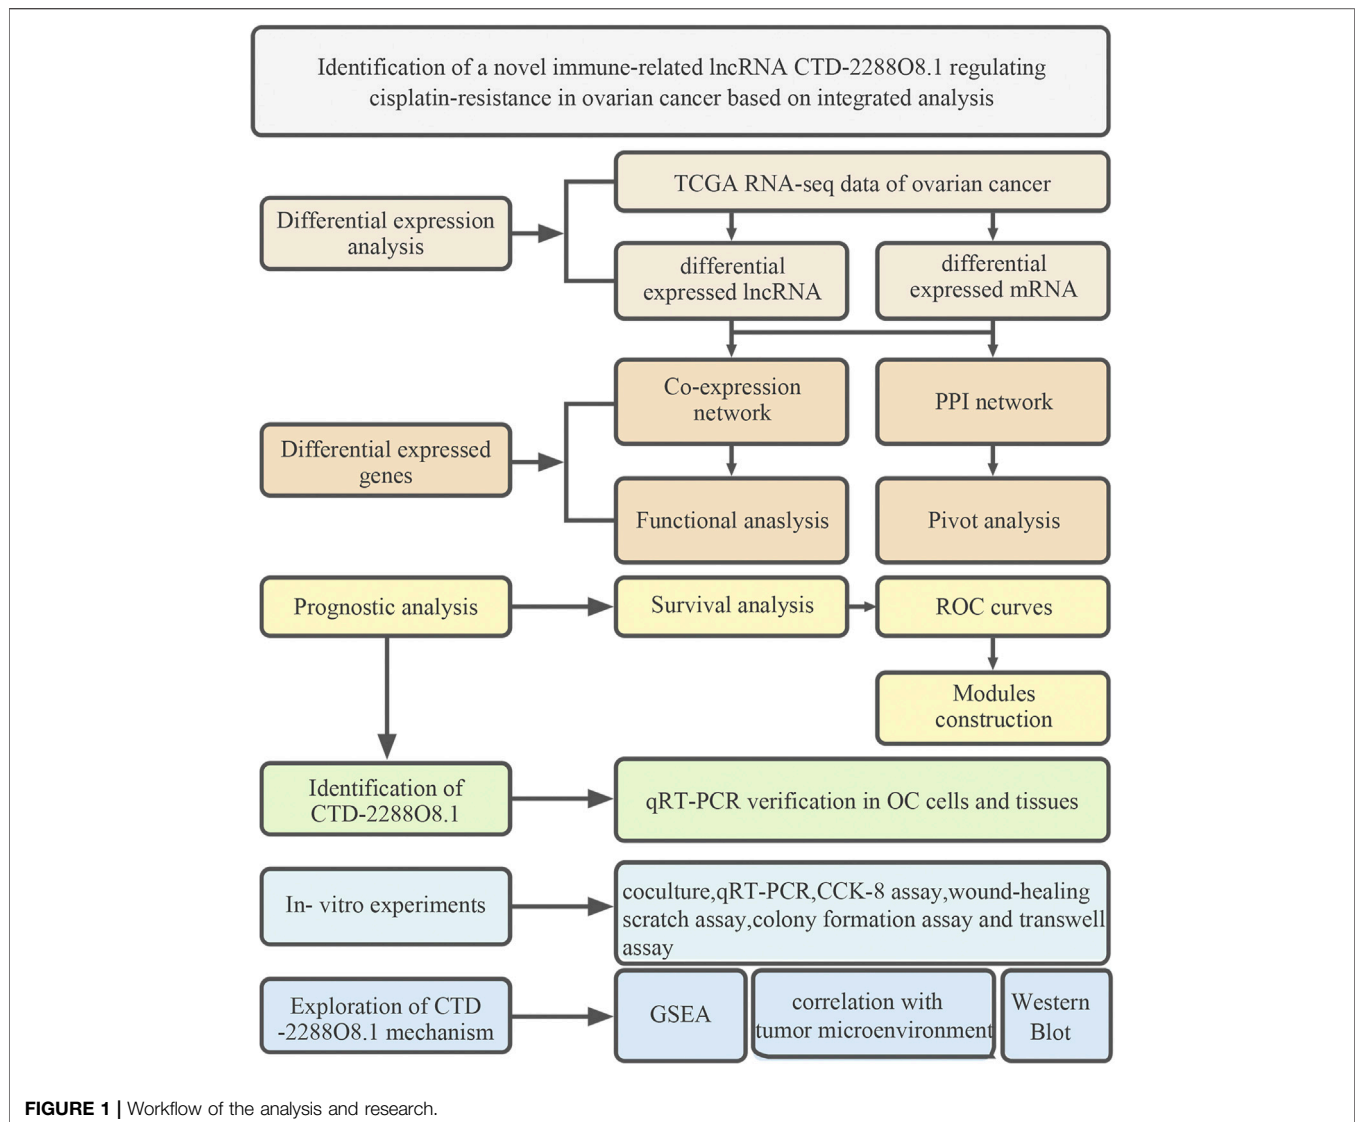 Identification of a novel immune-related lncRNA CTD-2288O8.1 regulating
cisplatin-resistance in ovarian cancer based on integrated analysis
Differential expression
analysis
TCGA RNA-seq data of ovarian cancer
differential
expressed lncRNA
differential
expressed mRNA
Differential expressed
genes
Co-expression
network
PPI network
Functional anaslysis
Pivot analysis
Prognostic analysis
Survival analysis
ROC curves
Modules
construction
Identification of
CTD-2288O8.1
qRT-PCR verification in OC cells and tissues
In- vitro experiments
coculture,qRT-PCR,CCK-8 assay,wound-healing
scratch assay,colony formation assay and transwell
assay
Exploration of CTD
-2288O8.1 mechanism
GSEA
correlation with
tumor microenvironment
Western
Blot
FIGURE 1 | Workflow of the analysis and research.